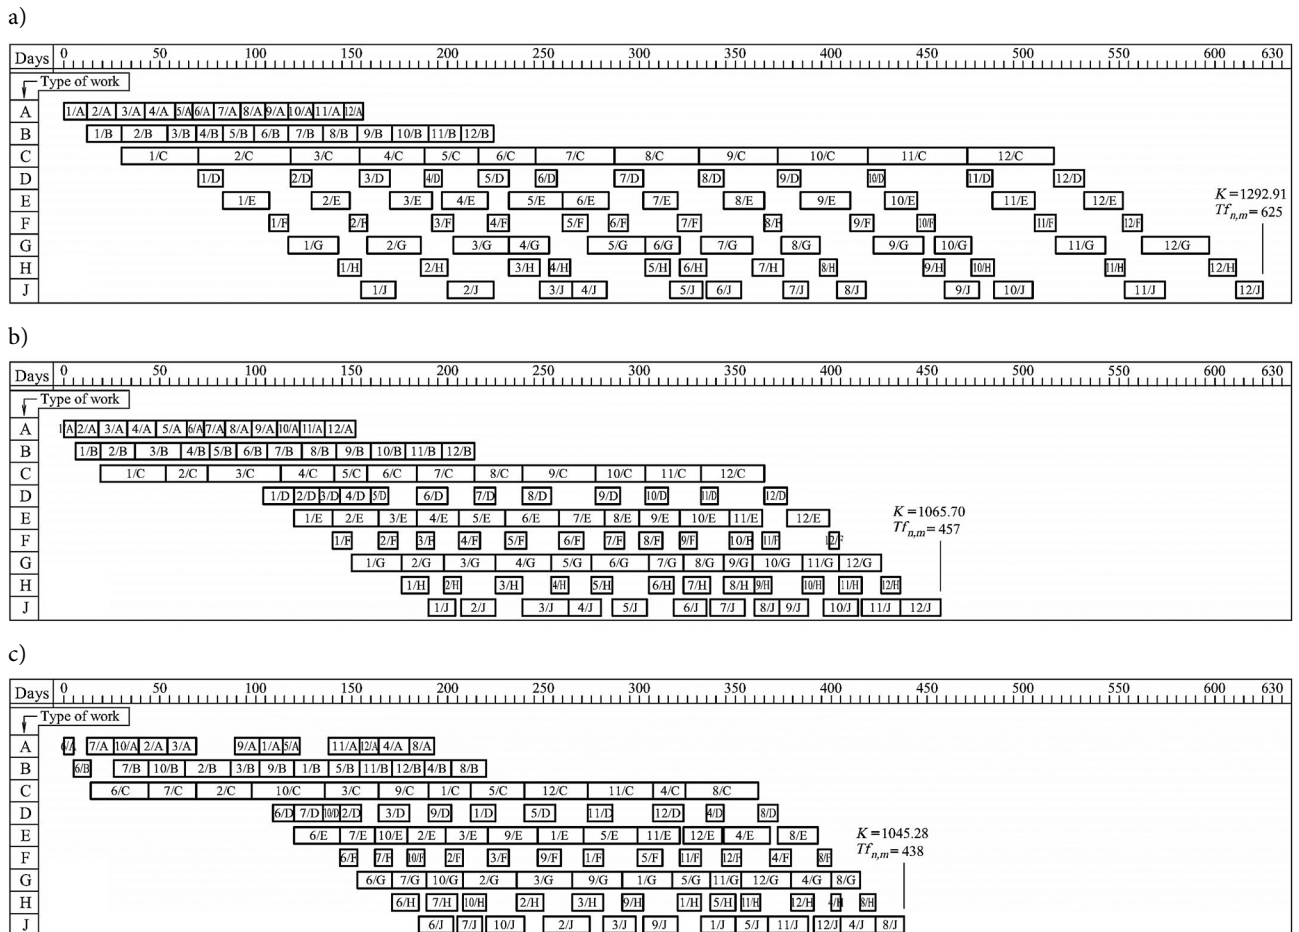 a)
Days 0 50 100 150 200 250 300 350 400 450 500 550 600 630
Type of work
A 1/A 2/A 3/A 4/A 5/A 6/A 7/A 8/A 9/A 10/A 11/A 12/A
B 1/B 2/B 3/B 4/B 5/B 6/B 7/B 8/B 9/B 10/B 11/B 12/B
C 1/C 2/C 3/C 4/C 5/C 6/C 7/C 8/C 9/C 10/C 11/C 12/C
D 1/D 2/D 3/D 4/D 5/D 6/D 7/D 8/D 9/D 10/D 11/D 12/D
E 1/E 2/E 3/E 4/E 5/E 6/E 7/E 8/E 9/E 10/E 11/E 12/E
K = 1292.91
Tfn,m = 625
F 1/F 2/F 3/F 4/F 5/F 6/F 7/F 8/F 9/F 10/F 11/F 12/F
G 1/G 2/G 3/G 4/G 5/G 6/G 7/G 8/G 9/G 10/G 11/G 12/G
H 1/H 2/H 3/H 4/H 5/H 6/H 7/H 8/H 9/H 10/H 11/H 12/H
J 1/J 2/J 3/J 4/J 5/J 6/J 7/J 8/J 9/J 10/J 11/J 12/J
b)
Days 0 50 100 150 200 250 300 350 400 450 500 550 600 630
Type of work
A 1/A 2/A 3/A 4/A 5/A 6/A 7/A 8/A 9/A 10/A 11/A 12/A
B 1/B 2/B 3/B 4/B 5/B 6/B 7/B 8/B 9/B 10/B 11/B 12/B
C 1/C 2/C 3/C 4/C 5/C 6/C 7/C 8/C 9/C 10/C 11/C 12/C
D 1/D 2/D 3/D 4/D 5/D 6/D 7/D 8/D 9/D 10/D 11/D 12/D
K = 1065.70
Tfn,m = 457
E 1/E 2/E 3/E 4/E 5/E 6/E 7/E 8/E 9/E 10/E 11/E 12/E
F 1/F 2/F 3/F 4/F 5/F 6/F 7/F 8/F 9/F 10/F 11/F 12/F
G 1/G 2/G 3/G 4/G 5/G 6/G 7/G 8/G 9/G 10/G 11/G 12/G
H 1/H 2/H 3/H 4/H 5/H 6/H 7/H 8/H 9/H 10/H 11/H 12/H
J 1/J 2/J 3/J 4/J 5/J 6/J 7/J 8/J 9/J 10/J 11/J 12/J
c)
Days 0 50 100 150 200 250 300 350 400 450 500 550 600 630
Type of work
A 6/A 7/A 10/A 2/A 3/A 9/A 1/A 5/A 11/A 12/A 4/A 8/A
B 6/B 7/B 10/B 2/B 3/B 9/B 1/B 5/B 11/B 12/B 4/B 8/B
C 6/C 7/C 2/C 10/C 3/C 9/C 1/C 5/C 12/C 11/C 4/C 8/C
D 6/D 7/D 10/D 2/D 3/D 9/D 1/D 5/D 11/D 12/D 4/D 8/D
K = 1045.28
Tfn,m = 438
E 6/E 7/E 10/E 2/E 3/E 9/E 1/E 5/E 11/E 12/E 4/E 8/E
F 6/F 7/F 10/F 2/F 3/F 9/F 1/F 5/F 11/F 12/F 4/F 8/F
G 6/G 7/G 10/G 2/G 3/G 9/G 1/G 5/G 11/G 12/G 4/G 8/G
H 6/H 7/H 10/H 2/H 3/H 9/H 1/H 5/H 11/H 12/H 4/H 8/H
J 6/J 7/J 10/J 2/J 3/J 9/J 1/J 5/J 11/J 12/J 4/J 8/J